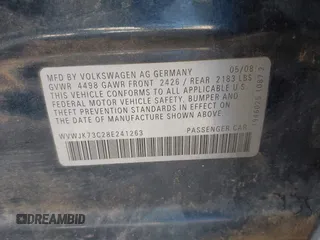 MFD BY VOLKSWAGEN AG GERMANY 05/08
GVWR 4498 GAWR FRONT 2426 / REAR 2183 LBS
THIS VEHICLE CONFORMS TO ALL APPLICABLE U.S.
FEDERAL MOTOR VEHICLE SAFETY, BUMPER AND
THEFT PREVENTION STANDARDS IN EFFECT
ON THE DATE OF MANUFACTURE SHOWN ABOVE
WVWJK73C28E241263 PASSENGER CAR
IAAI
DREAMBID